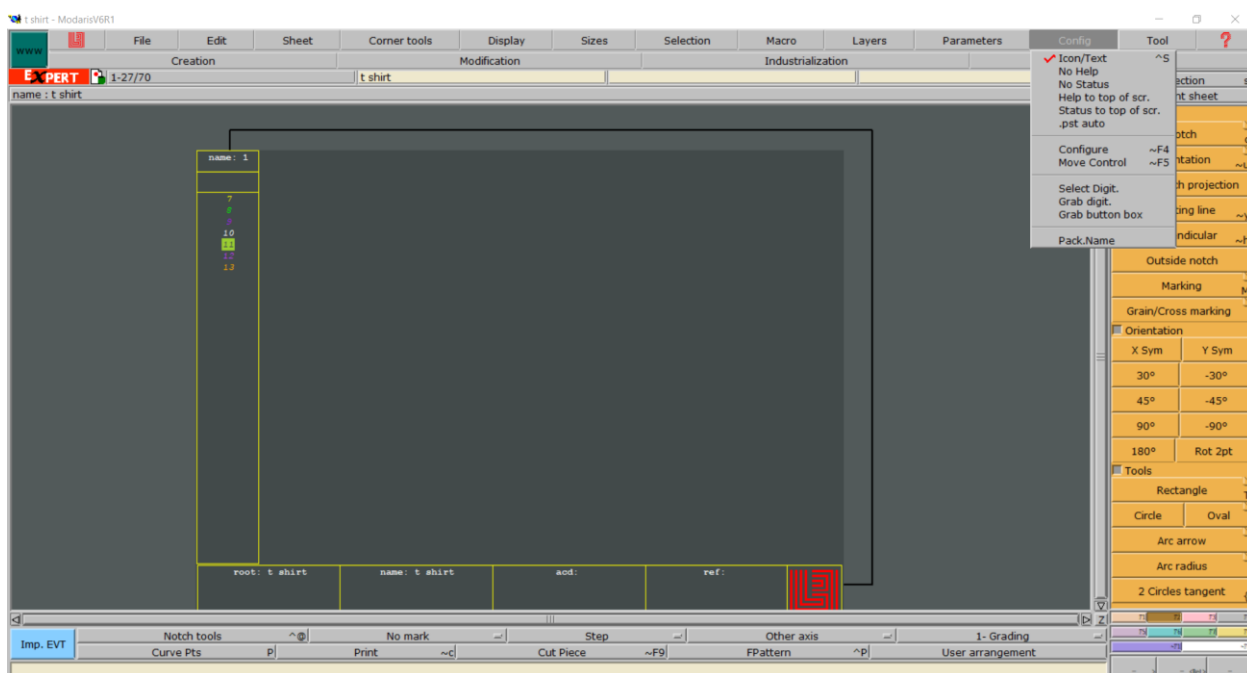 t shirt - ModarisV6R1
www File Edit Sheet Corner tools Display Sizes Selection Macro Layers Parameters Config Tool ?
Creation Modification Industrialization
EXPERT 1-27/70 t shirt
name : t shirt
Icon/Text ^S
No Help
No Status
Help to top of scr.
Status to top of scr.
.pst auto
Configure ~F4
Move Control ~F5
Select Digit.
Grab digit.
Grab button box
Pack.Name
name: 1
7
8
9
10
11
12
13
root: t shirt name: t shirt acd: ref:
Outside notch
Marking
Grain/Cross marking
Orientation
X Sym Y Sym
30° -30°
45° -45°
90° -90°
180° Rot 2pt
Tools
Rectangle
Circle Oval
Arc arrow
Arc radius
2 Circles tangent
Z
Imp. EVT
Notch tools ^@ No mark Step Other axis 1- Grading
Curve Pts P Print ~c Cut Piece ~F9 FPattern ^P User arrangement